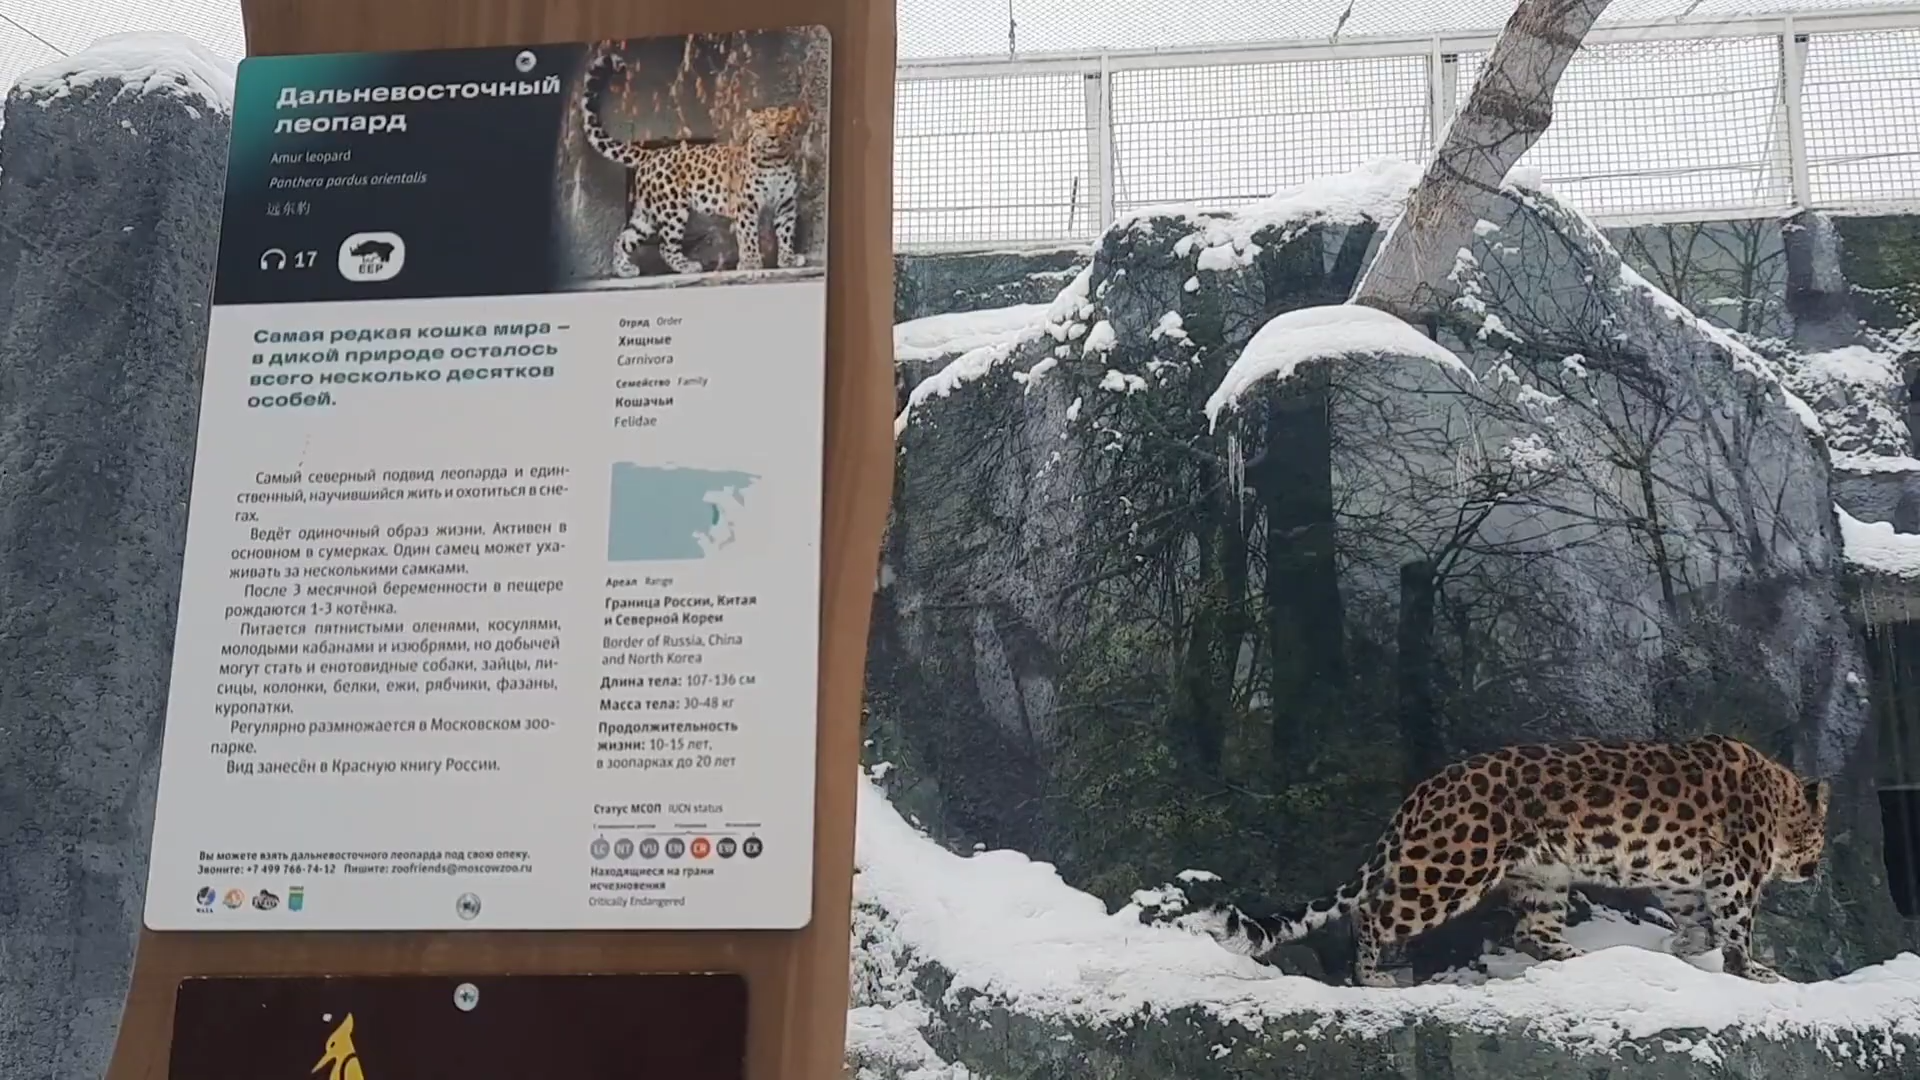 Дальневосточный
леопард
Amur leopard
Panthera pardus orientalis
远东豹
17
EEP
Самая редкая кошка мира –
в дикой природе осталось
всего несколько десятков
особей.
Самый северный подвид леопарда и един-
ственный, научившийся жить и охотиться в сне-
гах.
Ведёт одиночный образ жизни. Активен в
основном в сумерках. Один самец может уха-
живать за несколькими самками.
После 3 месячной беременности в пещере
рождаются 1-3 котёнка.
Питается пятнистыми оленями, косулями,
молодыми кабанами и изюбрями, но добычей
могут стать и енотовидные собаки, зайцы, ли-
сицы, колонки, белки, ежи, рябчики, фазаны,
куропатки.
Регулярно размножается в Московском зоо-
парке.
Вид занесён в Красную книгу России.
Вы можете взять дальневосточного леопарда под свою опеку.
Звоните: +7 499 766-74-12 Пишите: zoofriends@moscowzoo.ru
Отряд Order
Хищные
Carnivora
Семейство Family
Кошачьи
Felidae
Ареал Range
Граница России, Китая
и Северной Кореи
Border of Russia, China
and North Korea
Длина тела: 107-136 см
Масса тела: 30-48 кг
Продолжительность
жизни: 10-15 лет,
в зоопарках до 20 лет
Статус МСОП IUCN status
LC NT VU EN CR EW EX
Находящиеся на грани
исчезновения
Critically Endangered